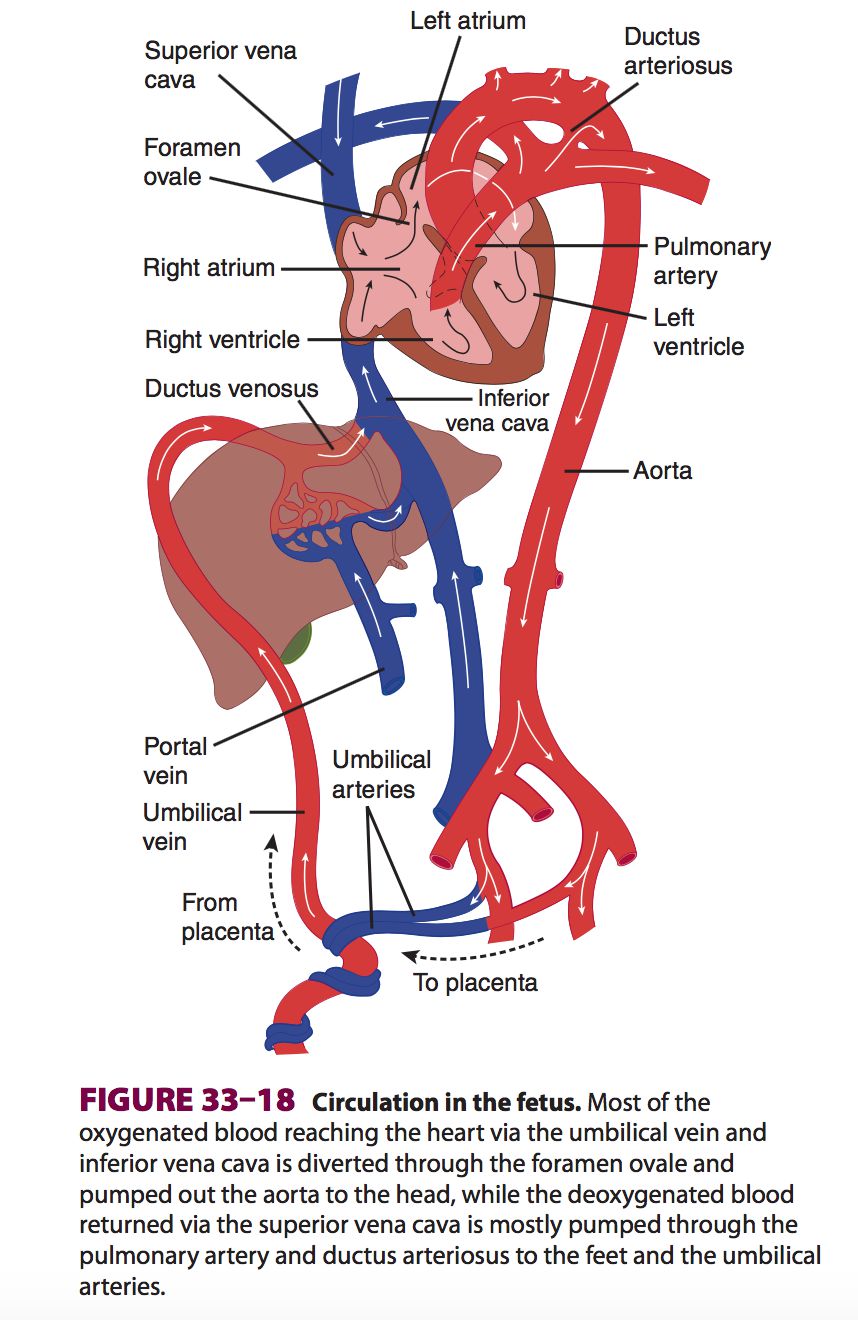 Left atrium
Superior vena
cava
Ductus
arteriosus
Foramen
ovale
Right atrium
Pulmonary
artery
Left
ventricle
Right ventricle
Ductus venosus
Inferior
vena cava
Aorta
Portal
vein
Umbilical
arteries
Umbilical
vein
From
placenta
To placenta
FIGURE 33–18 Circulation in the fetus. Most of the
oxygenated blood reaching the heart via the umbilical vein and
inferior vena cava is diverted through the foramen ovale and
pumped out the aorta to the head, while the deoxygenated blood
returned via the superior vena cava is mostly pumped through the
pulmonary artery and ductus arteriosus to the feet and the umbilical
arteries.